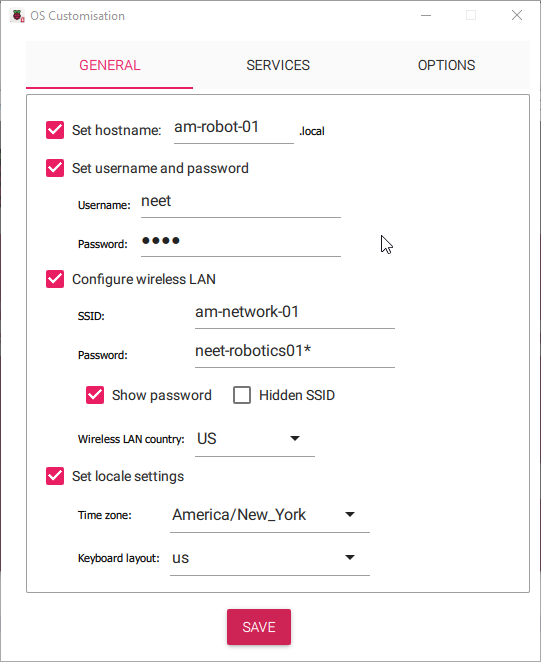 OS Customisation
GENERAL SERVICES OPTIONS
Set hostname: am-robot-01 .local
Set username and password
Username: neet
Password: ●●●●
Configure wireless LAN
SSID: am-network-01
Password: neet-robotics01*
Show password Hidden SSID
Wireless LAN country: US
Set locale settings
Time zone: America/New_York
Keyboard layout: us
SAVE